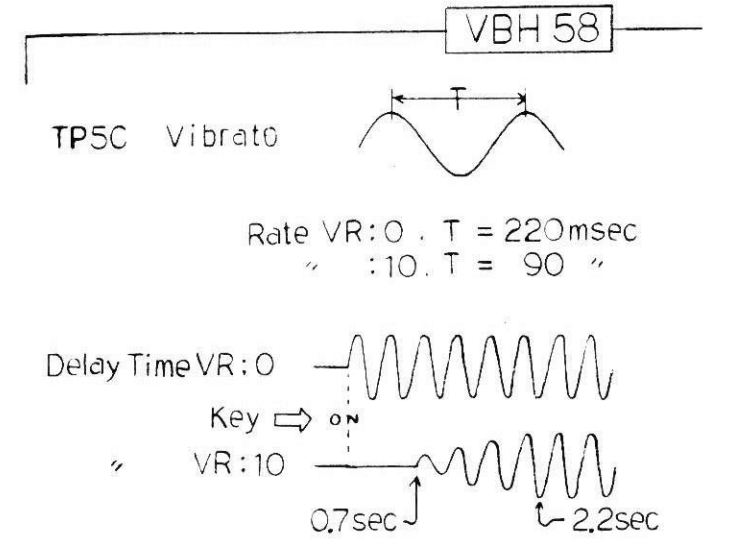 VBH 58
T
TP5C Vibrato
Rate VR:0. T = 220msec
〃 :10. T = 90 〃
Delay Time VR:0
Key ⇨ ON
〃 VR:10
0.7sec
2.2sec